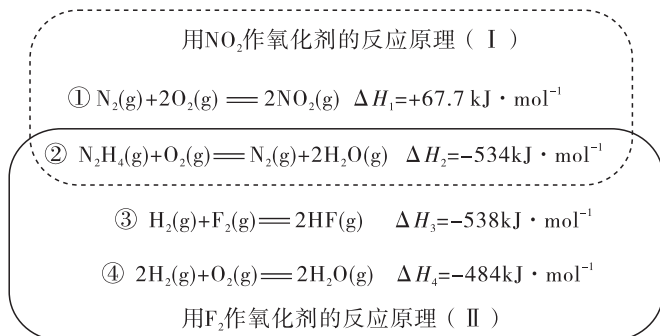 用NO₂作氧化剂的反应原理（Ⅰ）
① N₂(g)+2O₂(g)══2NO₂(g) ΔH₁=+67.7 kJ·mol⁻¹
② N₂H₄(g)+O₂(g)══N₂(g)+2H₂O(g) ΔH₂=−534kJ·mol⁻¹
③ H₂(g)+F₂(g)══2HF(g) ΔH₃=−538kJ·mol⁻¹
④ 2H₂(g)+O₂(g)══2H₂O(g) ΔH₄=−484kJ·mol⁻¹
用F₂作氧化剂的反应原理（Ⅱ）